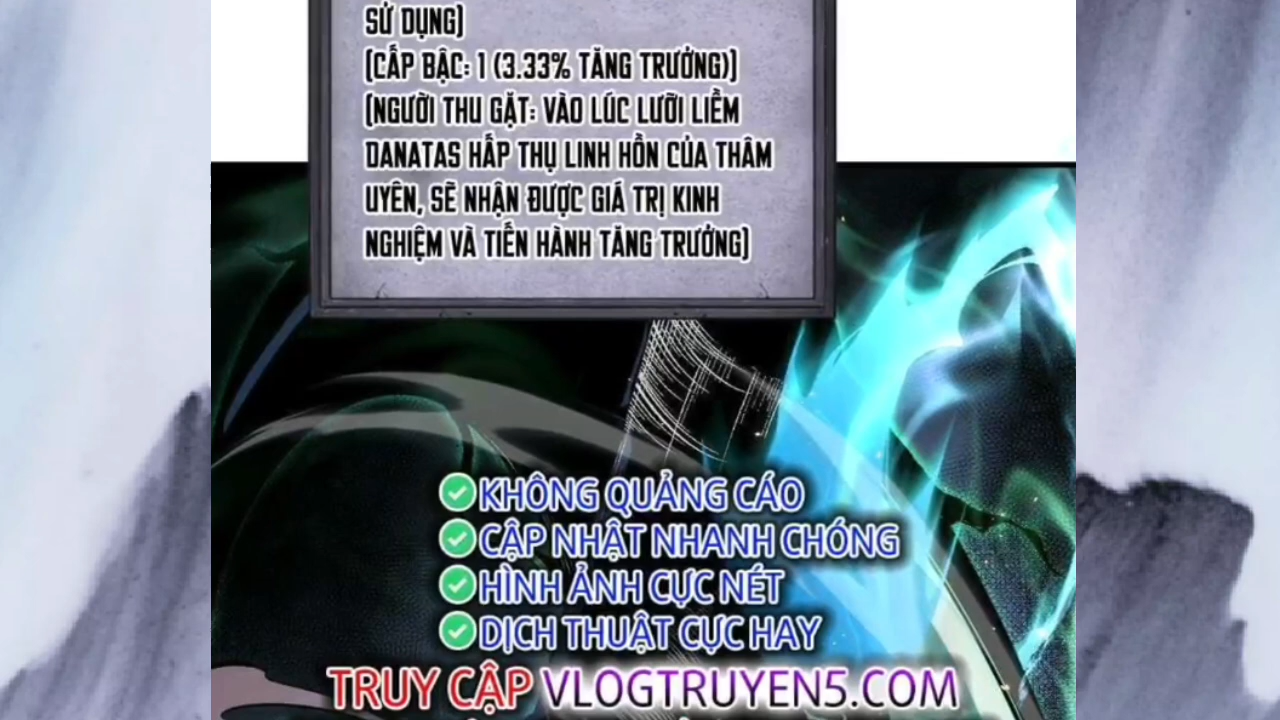 SỬ DỤNG]
[CẤP BẬC: 1 (3.33% TĂNG TRƯỞNG)]
[NGƯỜI THU GẶT: VÀO LÚC LƯỠI LIỀM
DANATAS HẤP THỤ LINH HỒN CỦA THÂM
UYÊN, SẼ NHẬN ĐƯỢC GIÁ TRỊ KINH
NGHIỆM VÀ TIẾN HÀNH TĂNG TRƯỞNG]
KHÔNG QUẢNG CÁO
CẬP NHẬT NHANH CHÓNG
HÌNH ẢNH CỰC NÉT
DỊCH THUẬT CỰC HAY
TRUY CẬP VLOGTRUYEN5.COM